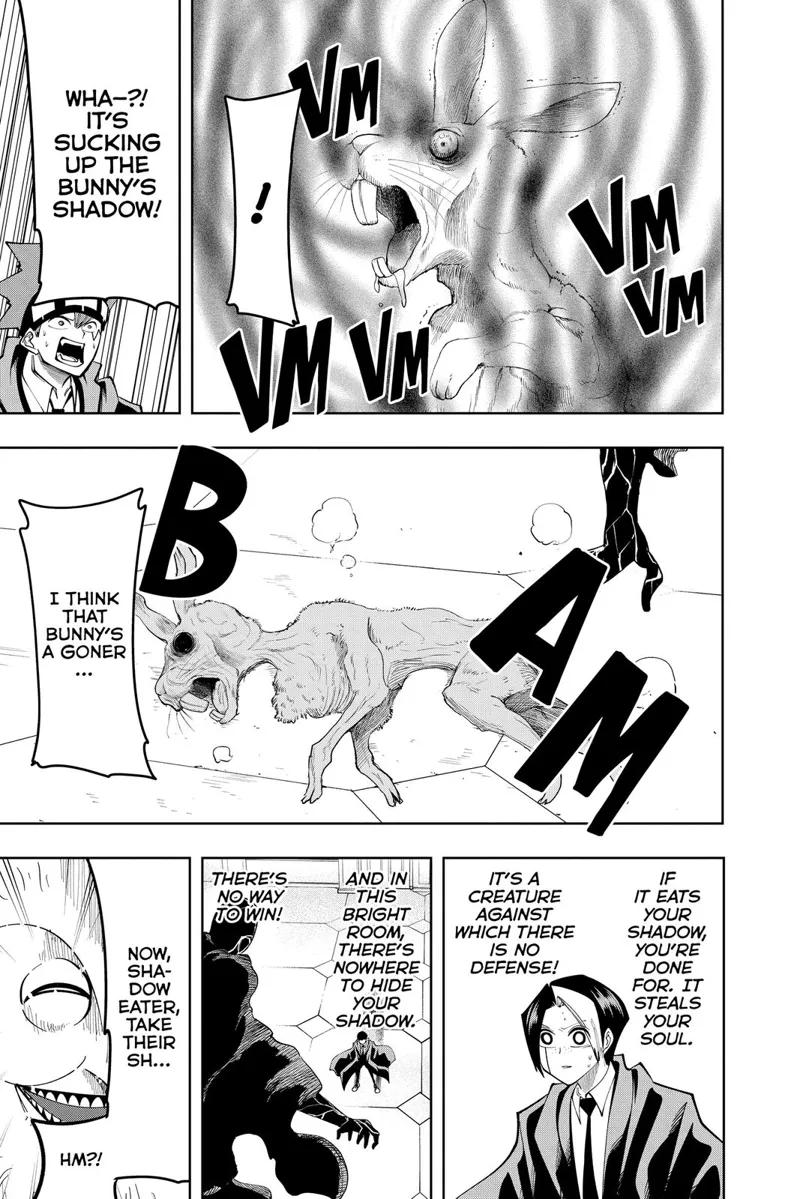 VM
!
VM
VM
VM
VM
WHA-?!
IT'S
SUCKING
UP THE
BUNNY'S
SHADOW!
BAM
I THINK
THAT
BUNNY'S
A GONER
...
IF
IT EATS
YOUR
SHADOW,
YOU'RE
DONE
FOR. IT
STEALS
YOUR
SOUL.
IT'S A
CREATURE
AGAINST
WHICH THERE
IS NO
DEFENSE!
AND IN
THIS
BRIGHT
ROOM,
THERE'S
NOWHERE
TO HIDE
YOUR
SHADOW.
THERE'S
NO WAY
TO WIN!
NOW,
SHA-
DOW
EATER,
TAKE
THEIR
SH...
HM?!